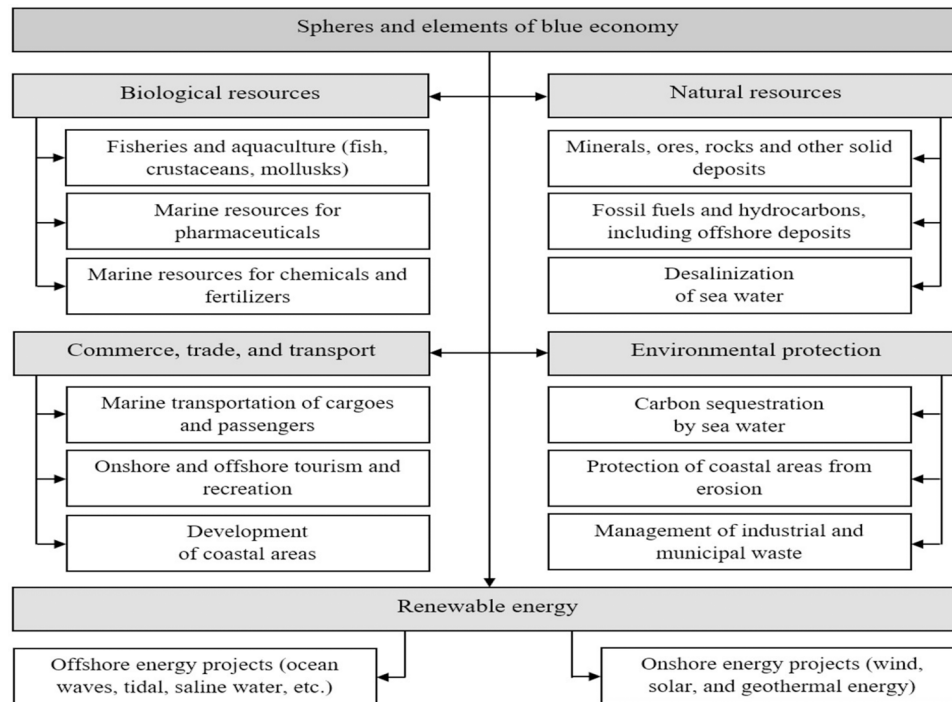 Spheres and elements of blue economy
Biological resources
Natural resources
Fisheries and aquaculture (fish,
crustaceans, mollusks)
Minerals, ores, rocks and other solid
deposits
Marine resources for
pharmaceuticals
Fossil fuels and hydrocarbons,
including offshore deposits
Marine resources for chemicals and
fertilizers
Desalinization
of sea water
Commerce, trade, and transport
Environmental protection
Marine transportation of cargoes
and passengers
Carbon sequestration
by sea water
Onshore and offshore tourism and
recreation
Protection of coastal areas from
erosion
Development
of coastal areas
Management of industrial and
municipal waste
Renewable energy
Offshore energy projects (ocean
waves, tidal, saline water, etc.)
Onshore energy projects (wind,
solar, and geothermal energy)